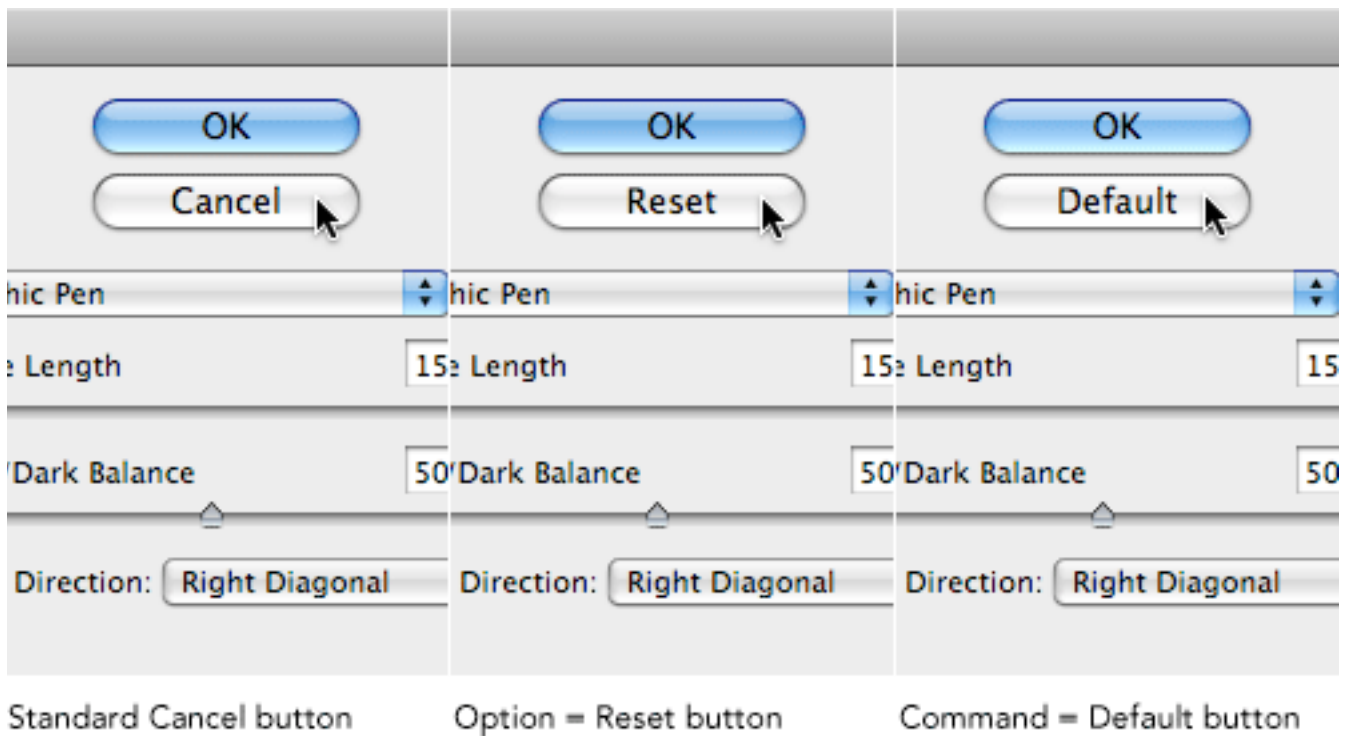 OK
Cancel
hic Pen
e Length 15
/Dark Balance 50
Direction: Right Diagonal
Standard Cancel button
OK
Reset
hic Pen
e Length 15
/Dark Balance 50
Direction: Right Diagonal
Option = Reset button
OK
Default
hic Pen
e Length 15
/Dark Balance 50
Direction: Right Diagonal
Command = Default button